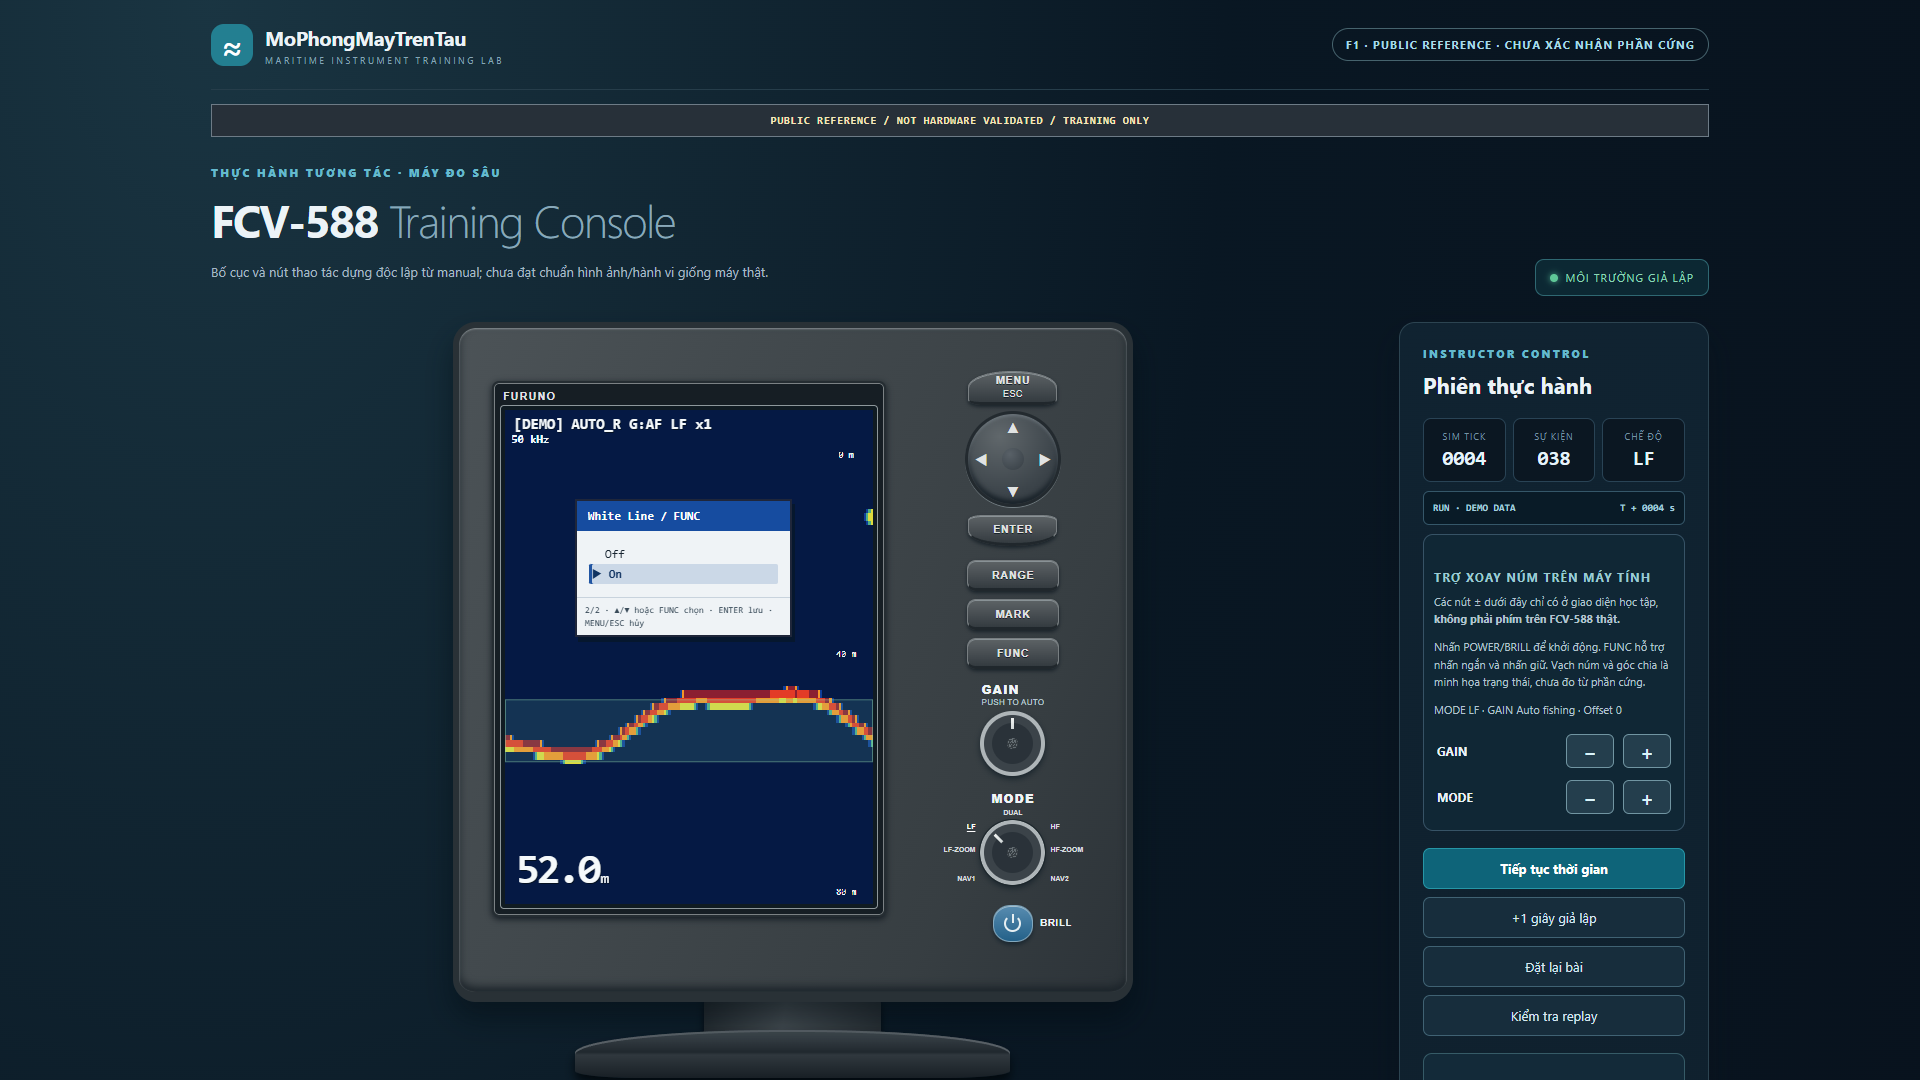 ≈
MoPhongMayTrenTau
MARITIME INSTRUMENT TRAINING LAB
F1 · PUBLIC REFERENCE · CHƯA XÁC NHẬN PHẦN CỨNG
PUBLIC REFERENCE / NOT HARDWARE VALIDATED / TRAINING ONLY
THỰC HÀNH TƯƠNG TÁC · MÁY ĐO SÂU
FCV-588 Training Console
Bố cục và nút thao tác dựng độc lập từ manual; chưa đạt chuẩn hình ảnh/hành vi giống máy thật.
MÔI TRƯỜNG GIẢ LẬP
FURUNO
[DEMO] AUTO_R G:AF LF x1
50 kHz
0 m
White Line / FUNC
Off
▶ On
2/2 · ▲/▼ hoặc FUNC chọn · ENTER lưu ·
MENU/ESC hủy
40 m
52.0m
80 m
MENU
ESC
▲
◀ ▶
▼
ENTER
RANGE
MARK
FUNC
GAIN
PUSH TO AUTO
MODE
DUAL
LF HF
LF-ZOOM HF-ZOOM
NAV1 NAV2
BRILL
INSTRUCTOR CONTROL
Phiên thực hành
SIM TICK
0004
SỰ KIỆN
038
CHẾ ĐỘ
LF
RUN · DEMO DATA T + 0004 s
TRỢ XOAY NÚM TRÊN MÁY TÍNH
Các nút ± dưới đây chỉ có ở giao diện học tập,
không phải phím trên FCV-588 thật.
Nhấn POWER/BRILL để khởi động. FUNC hỗ trợ
nhấn ngắn và nhấn giữ. Vạch núm và góc chia là
minh họa trạng thái, chưa đo từ phần cứng.
MODE LF · GAIN Auto fishing · Offset 0
GAIN − +
MODE − +
Tiếp tục thời gian
+1 giây giả lập
Đặt lại bài
Kiểm tra replay